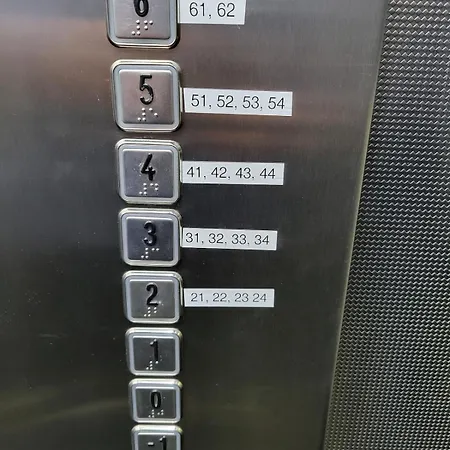 6 61, 62
5 51, 52, 53, 54
4 41, 42, 43, 44
3 31, 32, 33, 34
2 21, 22, 23 24
1
0
-1